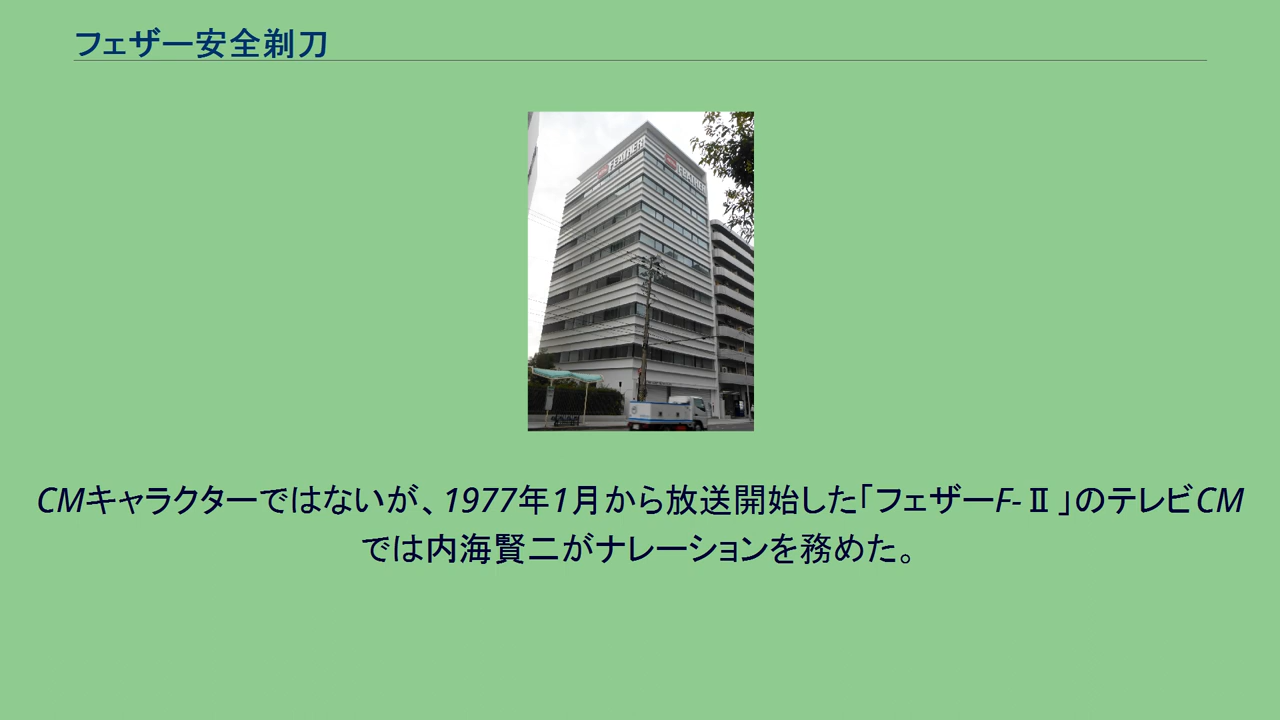 フェザー安全剃刀
FEATHER
FEATHER
CMキャラクターではないが、1977年1月から放送開始した「フェザーF-Ⅱ」のテレビCM
では内海賢二がナレーションを務めた。